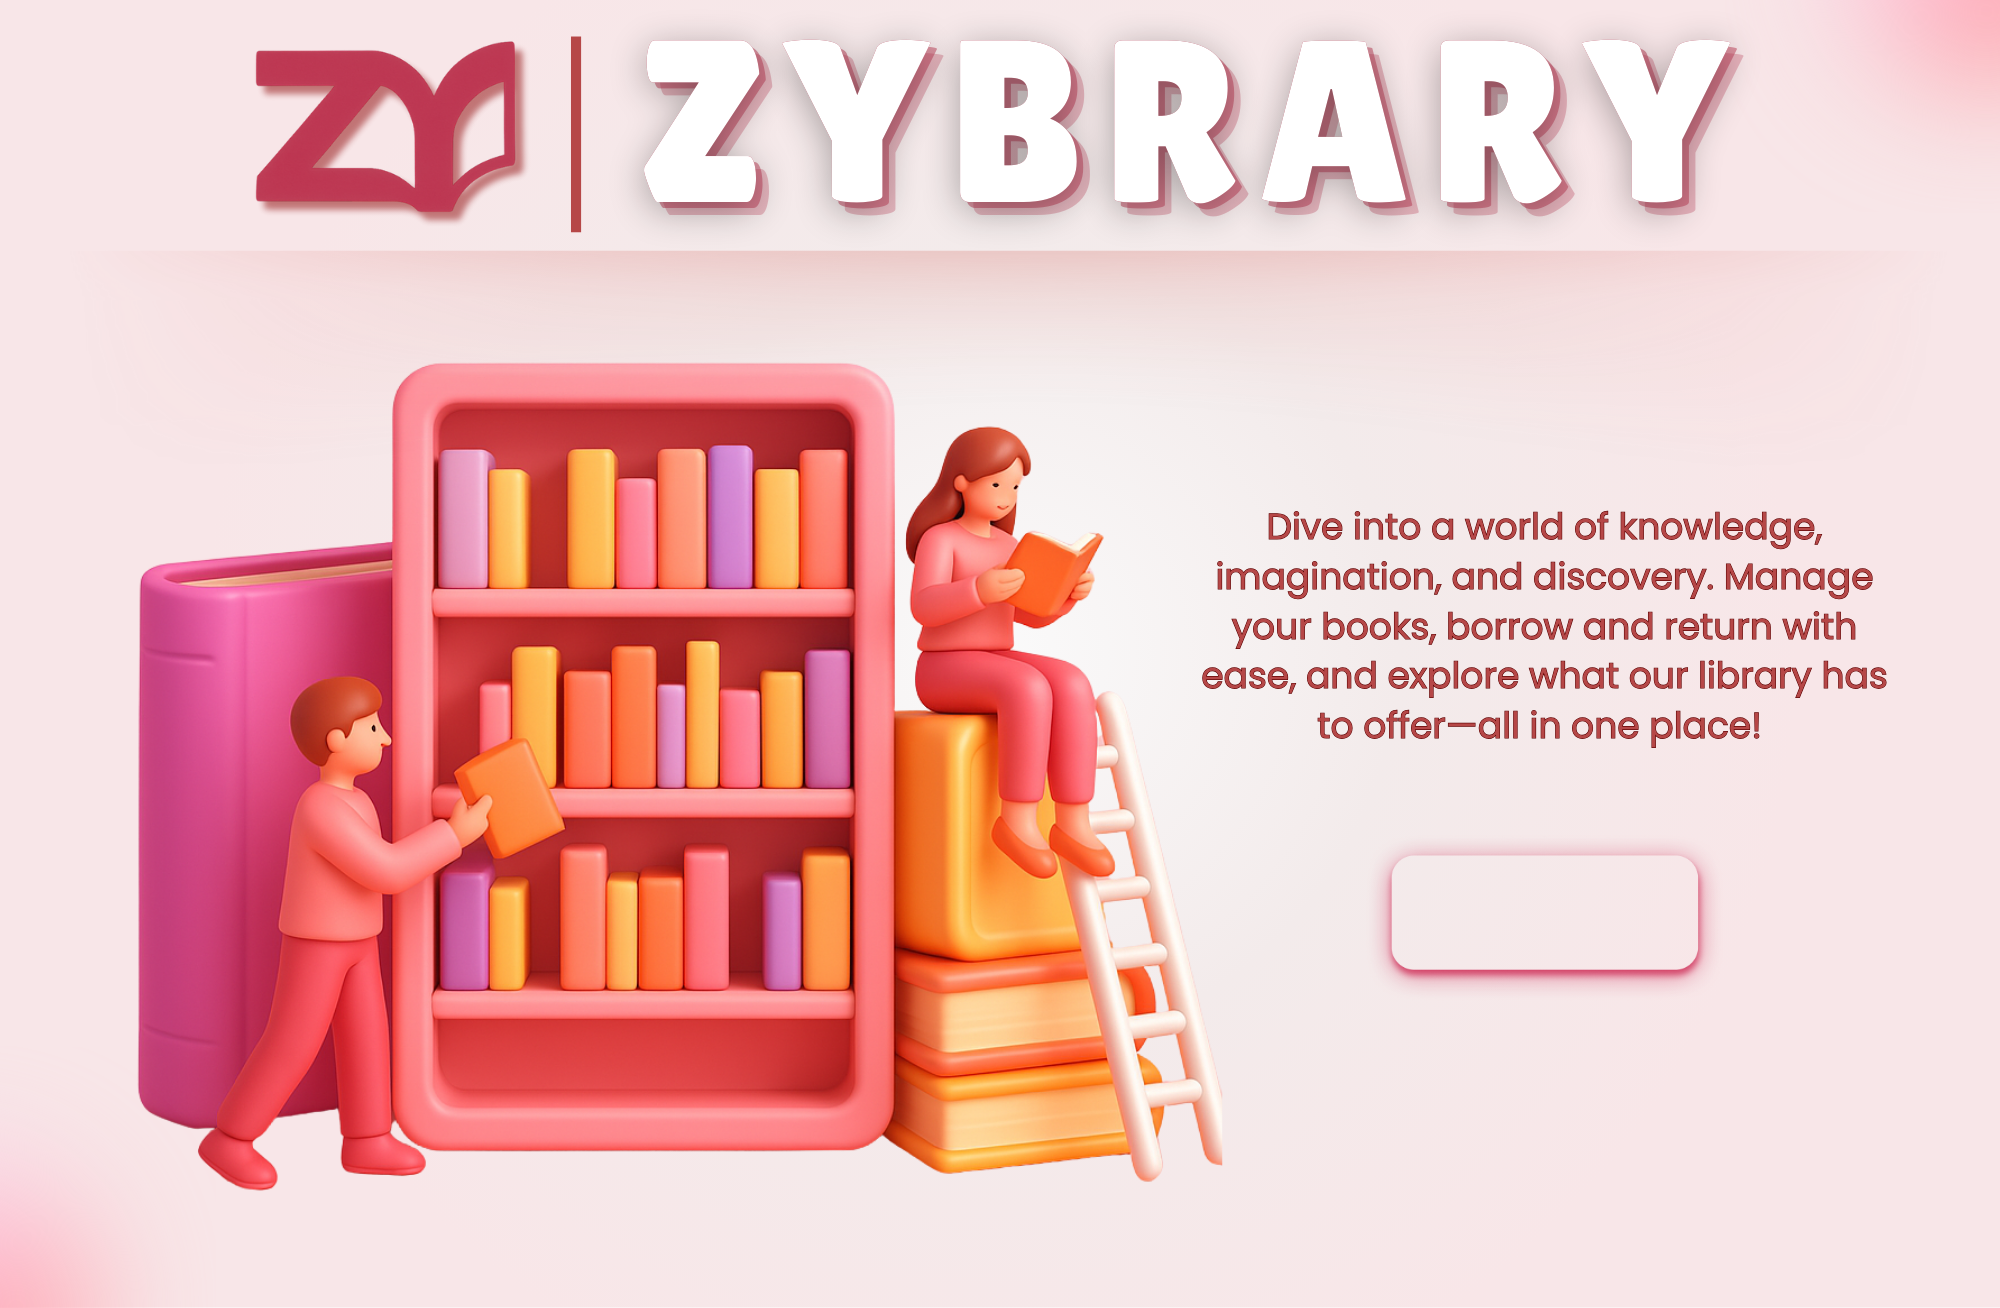 ZY | ZYBRARY
Dive into a world of knowledge,
imagination, and discovery. Manage
your books, borrow and return with
ease, and explore what our library has
to offer—all in one place!